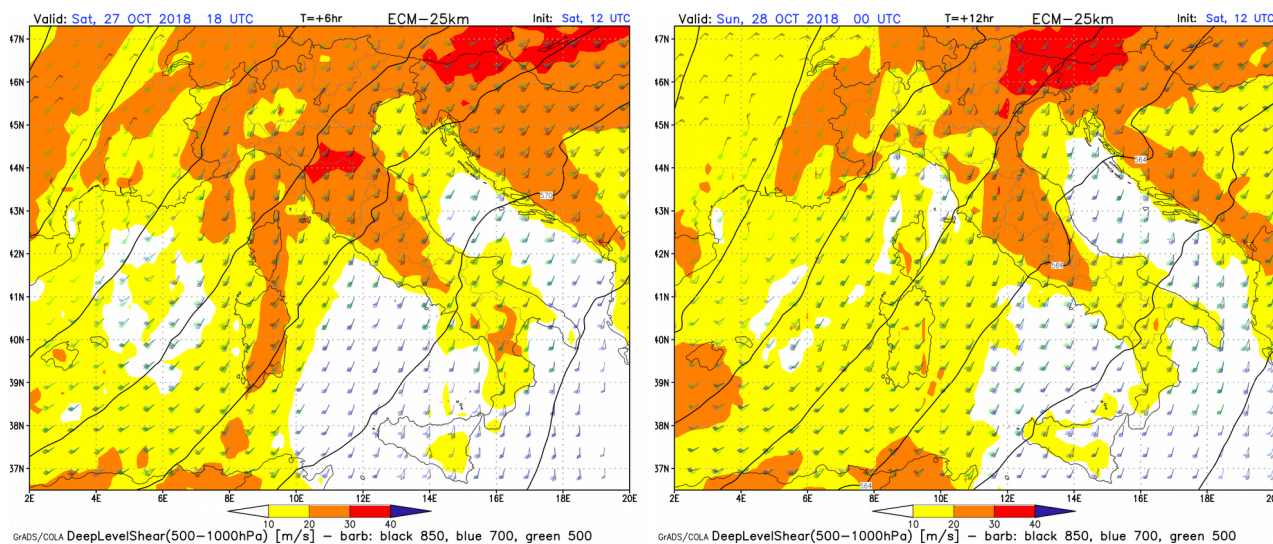 Valid: Sat, 27 OCT 2018 18 UTC T=+6hr ECM-25km Init: Sat, 12 UTC
47N
46N
45N
44N
43N
42N
41N
40N
39N
38N
37N
570
2E 4E 6E 8E 10E 12E 14E 16E 18E 20E
10 20 30 40
GrADS/COLA DeepLevelShear(500-1000hPa) [m/s] - barb: black 850, blue 700, green 500
Valid: Sun, 28 OCT 2018 00 UTC T=+12hr ECM-25km Init: Sat, 12 UTC
47N
46N
45N
44N
564
43N
42N
564
41N
40N
39N
38N
37N
564
2E 4E 6E 8E 10E 12E 14E 16E 18E 20E
10 20 30 40
GrADS/COLA DeepLevelShear(500-1000hPa) [m/s] - barb: black 850, blue 700, green 500